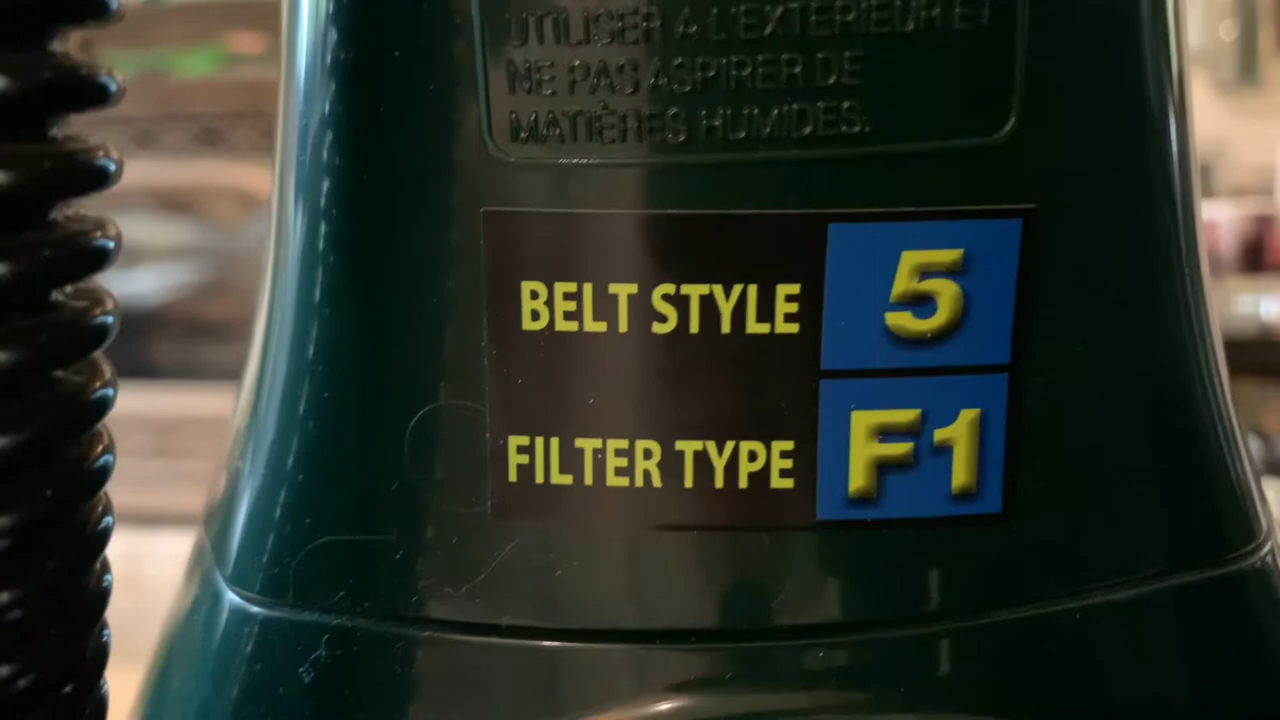 UTILISER À L'EXTÉRIEUR ET
NE PAS ASPIRER DE
MATIÈRES HUMIDES.
BELT STYLE 5
FILTER TYPE F1